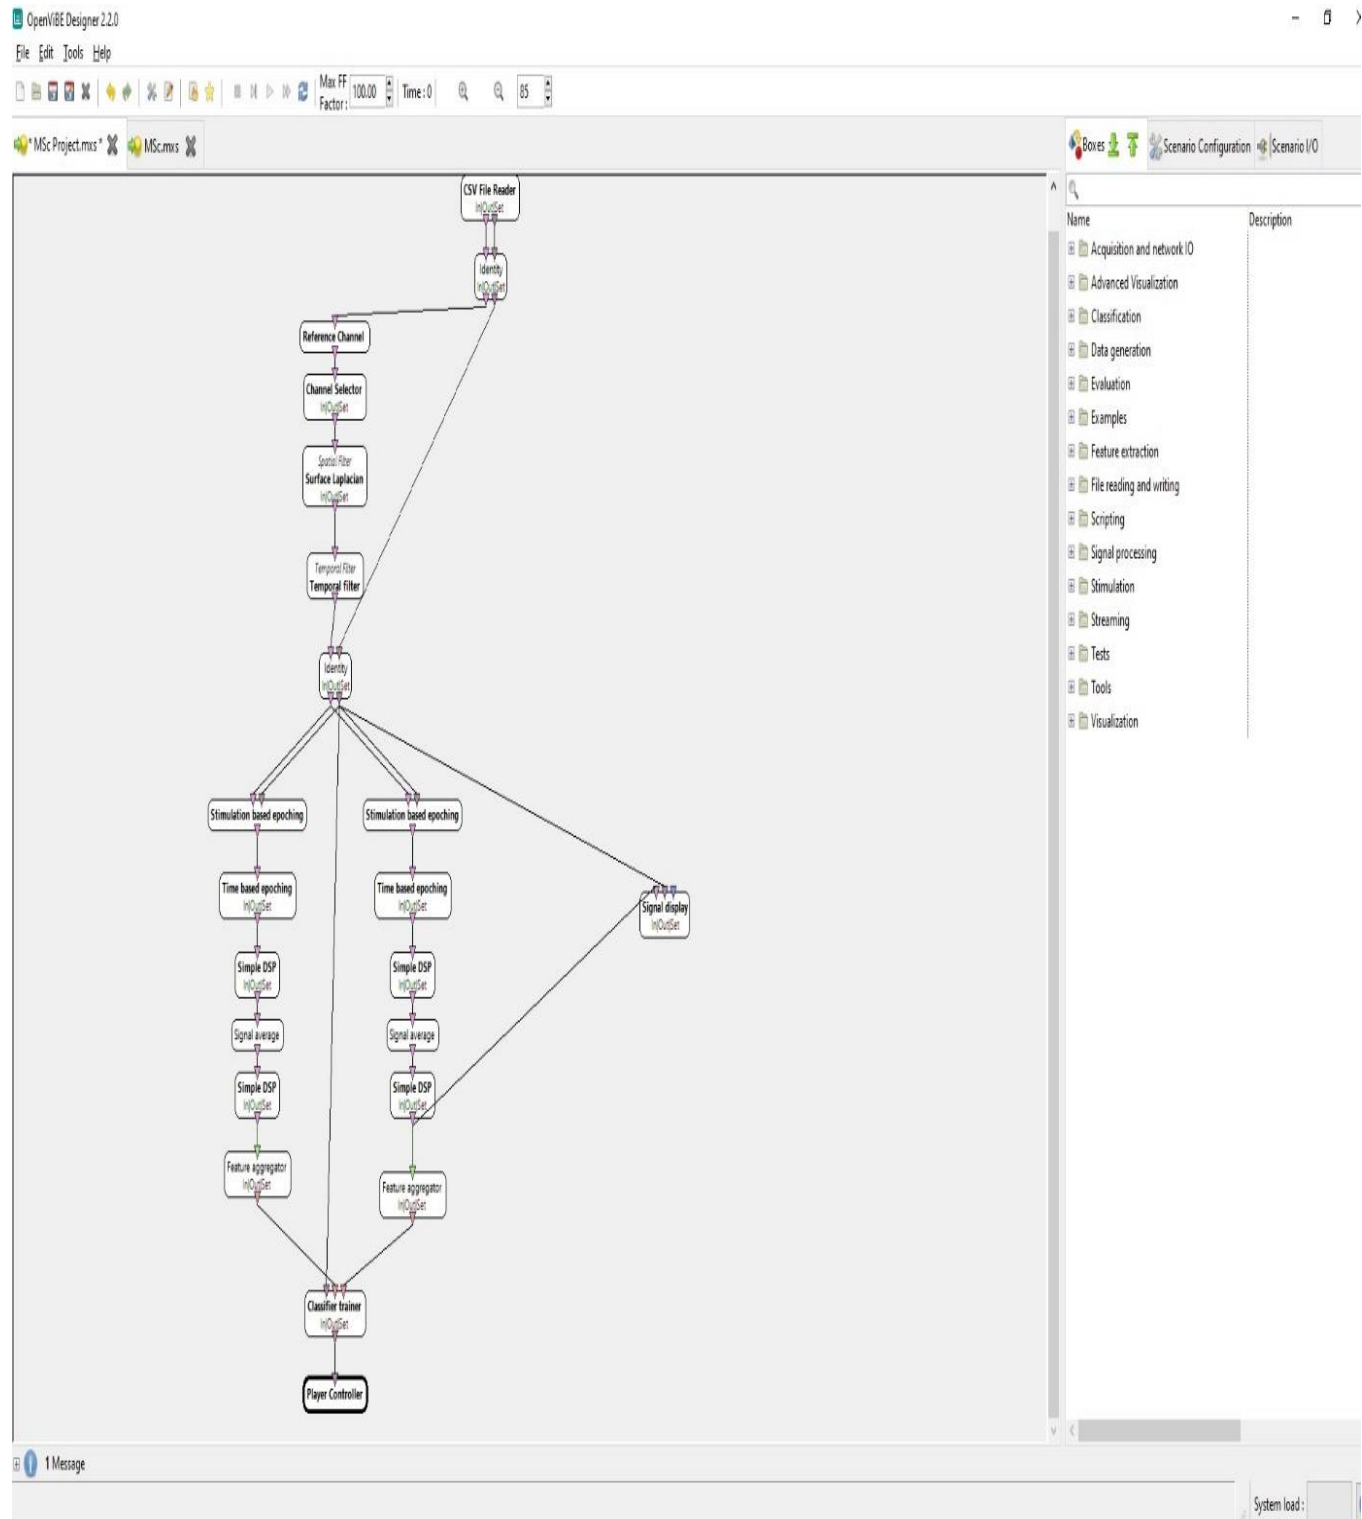 OpenViBE Designer 2.2.0
File Edit Tools Help
Max FF
Factor: 100.00 Time: 0 85
* MSc Project.mxs * MSc.mxs
Boxes Scenario Configuration Scenario I/O
Name Description
Acquisition and network IO
Advanced Visualization
Classification
Data generation
Evaluation
Examples
Feature extraction
File reading and writing
Scripting
Signal processing
Stimulation
Streaming
Tests
Tools
Visualization
CSV File Reader
In|Out|Set
Identity
In|Out|Set
Reference Channel
Channel Selector
In|Out|Set
Spatial Filter
Surface Laplacian
In|Out|Set
Temporal Filter
Temporal filter
Identity
In|Out|Set
Stimulation based epoching Stimulation based epoching
Time based epoching Time based epoching
In|Out|Set In|Out|Set
Signal display
In|Out|Set
Simple DSP Simple DSP
In|Out|Set In|Out|Set
Signal average Signal average
Simple DSP Simple DSP
In|Out|Set In|Out|Set
Feature aggregator
In|Out|Set
Feature aggregator
In|Out|Set
Classifier trainer
In|Out|Set
Player Controller
1 Message
System load :